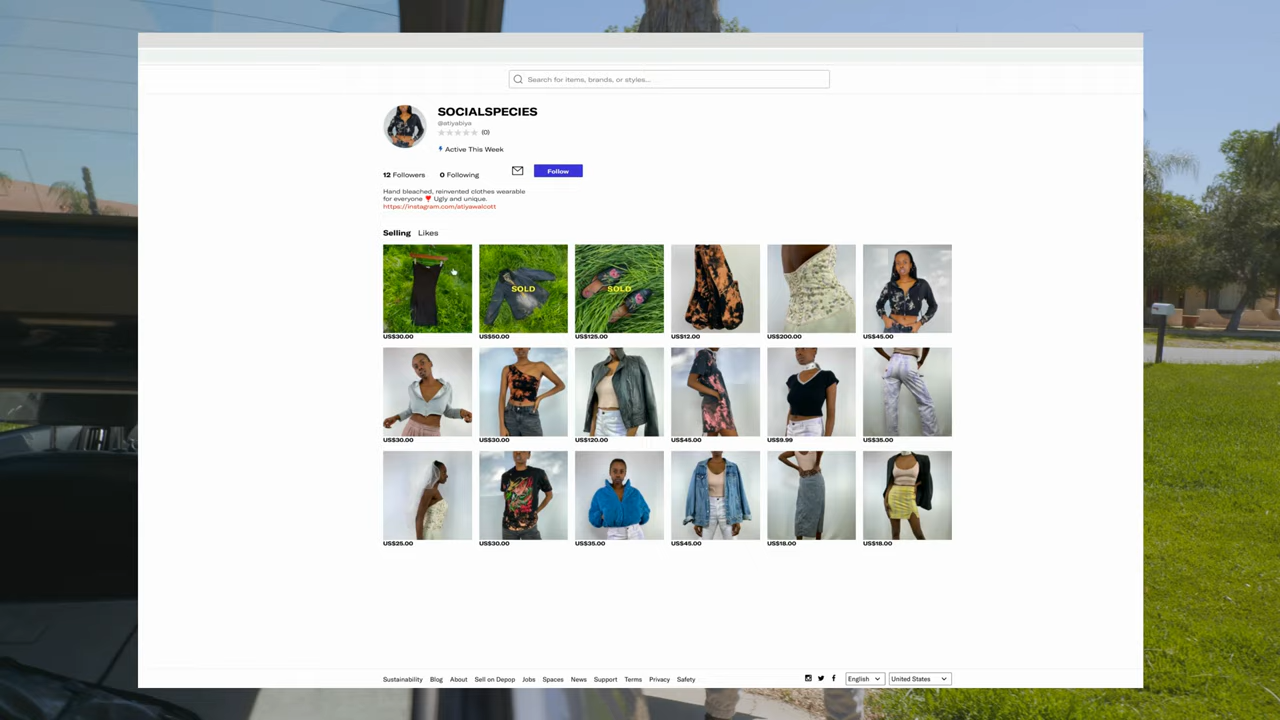 Search for items, brands, or styles...
SOCIALSPECIES
@atiyabiya
(0)
Active This Week
12 Followers 0 Following Follow
Hand bleached, reinvented clothes wearable
for everyone ❣️ Ugly and unique.
https://instagram.com/atiyawalcott
Selling Likes
SOLD SOLD
US$30.00 US$50.00 US$125.00 US$12.00 US$200.00 US$45.00
US$30.00 US$30.00 US$120.00 US$45.00 US$9.99 US$35.00
US$25.00 US$30.00 US$35.00 US$45.00 US$18.00 US$18.00
Sustainability Blog About Sell on Depop Jobs Spaces News Support Terms Privacy Safety English United States